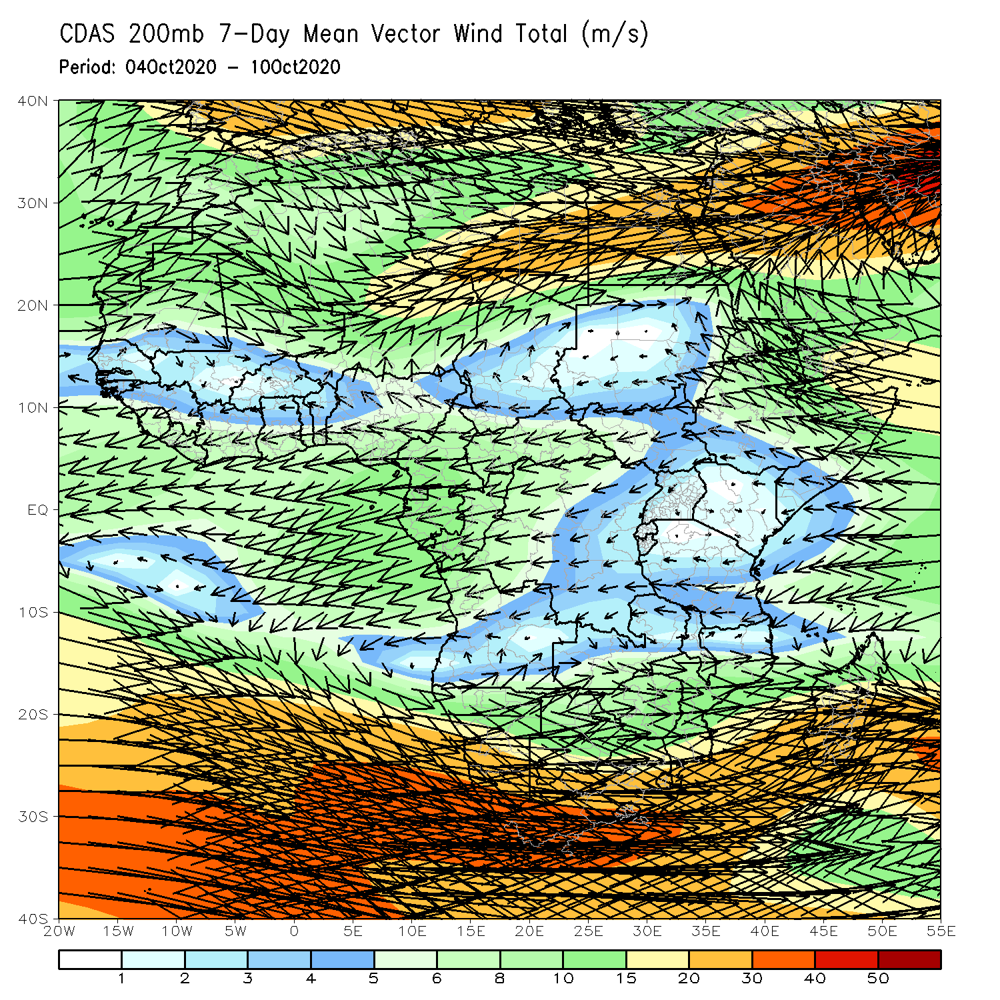 CDAS 200mb 7-Day Mean Vector Wind Total (m/s)
Period: 04Oct2020 - 10Oct2020
40N
30N
20N
10N
EQ
10S
20S
30S
40S
20W 15W 10W 5W 0 5E 10E 15E 20E 25E 30E 35E 40E 45E 50E 55E
1 2 3 4 5 6 8 10 15 20 30 40 50